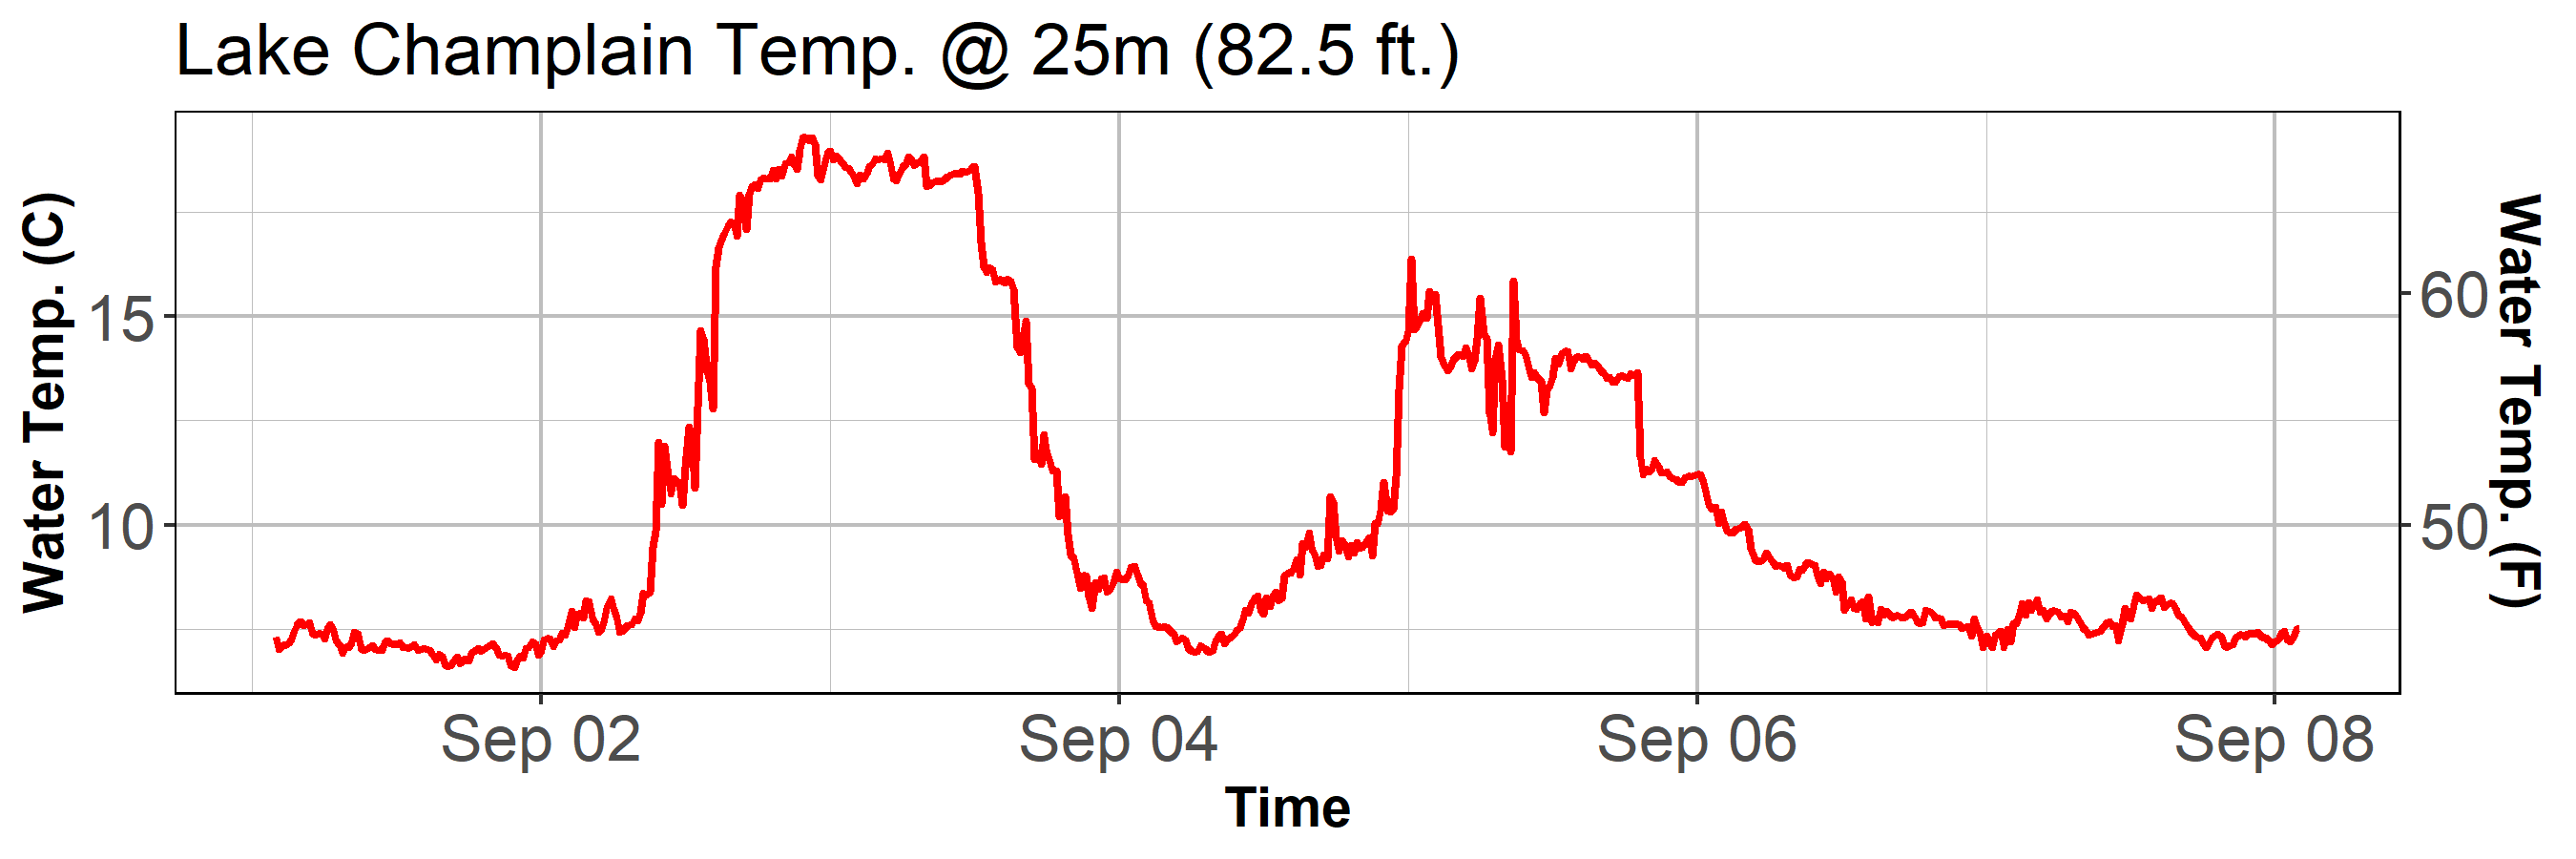 Lake Champlain Temp. @ 25m (82.5 ft.)
Water Temp. (C)
15
10
60
50
Water Temp. (F)
Sep 02
Sep 04
Sep 06
Sep 08
Time